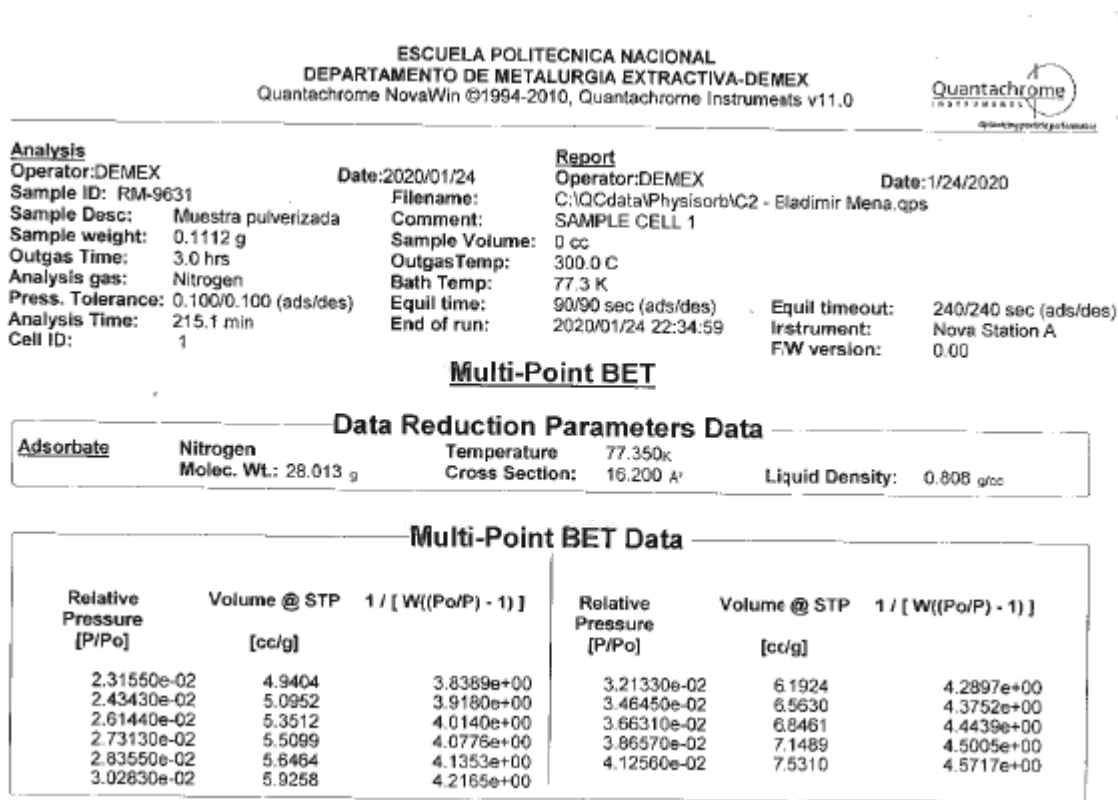 ESCUELA POLITECNICA NACIONAL
DEPARTAMENTO DE METALURGIA EXTRACTIVA-DEMEX
Quantachrome NovaWin ©1994-2010, Quantachrome Instruments v11.0
Quantachrome
INSTRUMENTS
Analysis
Operator:DEMEX Date:2020/01/24
Sample ID: RM-9631 Filename: C:\QCdata\Physisorb\C2 - Eladimir Mena.qps
Sample Desc: Muestra pulverizada Comment: SAMPLE CELL 1
Sample weight: 0.1112 g Sample Volume: 0 cc
Outgas Time: 3.0 hrs OutgasTemp: 300.0 C
Analysis gas: Nitrogen Bath Temp: 77.3 K
Press. Tolerance: 0.100/0.100 (ads/des) Equil time: 90/90 sec (ads/des) Equil timeout: 240/240 sec (ads/des)
Analysis Time: 215.1 min End of run: 2020/01/24 22:34:59 Instrument: Nova Station A
Cell ID: 1 F/W version: 0.00
Report
Operator:DEMEX Date:1/24/2020
Multi-Point BET
Data Reduction Parameters Data
Adsorbate Nitrogen Temperature 77.350K
Molec. Wt.: 28.013 g Cross Section: 16.200 Å² Liquid Density: 0.808 g/cc
Multi-Point BET Data
Relative Volume @ STP 1 / [ W((Po/P) - 1) ] Relative Volume @ STP 1 / [ W((Po/P) - 1) ]
Pressure Pressure
[P/Po] [cc/g] [P/Po] [cc/g]
2.31550e-02 4.9404 3.8389e+00 3.21330e-02 6.1924 4.2897e+00
2.43430e-02 5.0952 3.9180e+00 3.46450e-02 6.5630 4.3752e+00
2.61440e-02 5.3512 4.0140e+00 3.66310e-02 6.8461 4.4439e+00
2.73130e-02 5.5099 4.0776e+00 3.86570e-02 7.1489 4.5005e+00
2.83550e-02 5.6464 4.1353e+00 4.12560e-02 7.5310 4.5717e+00
3.02830e-02 5.9258 4.2165e+00